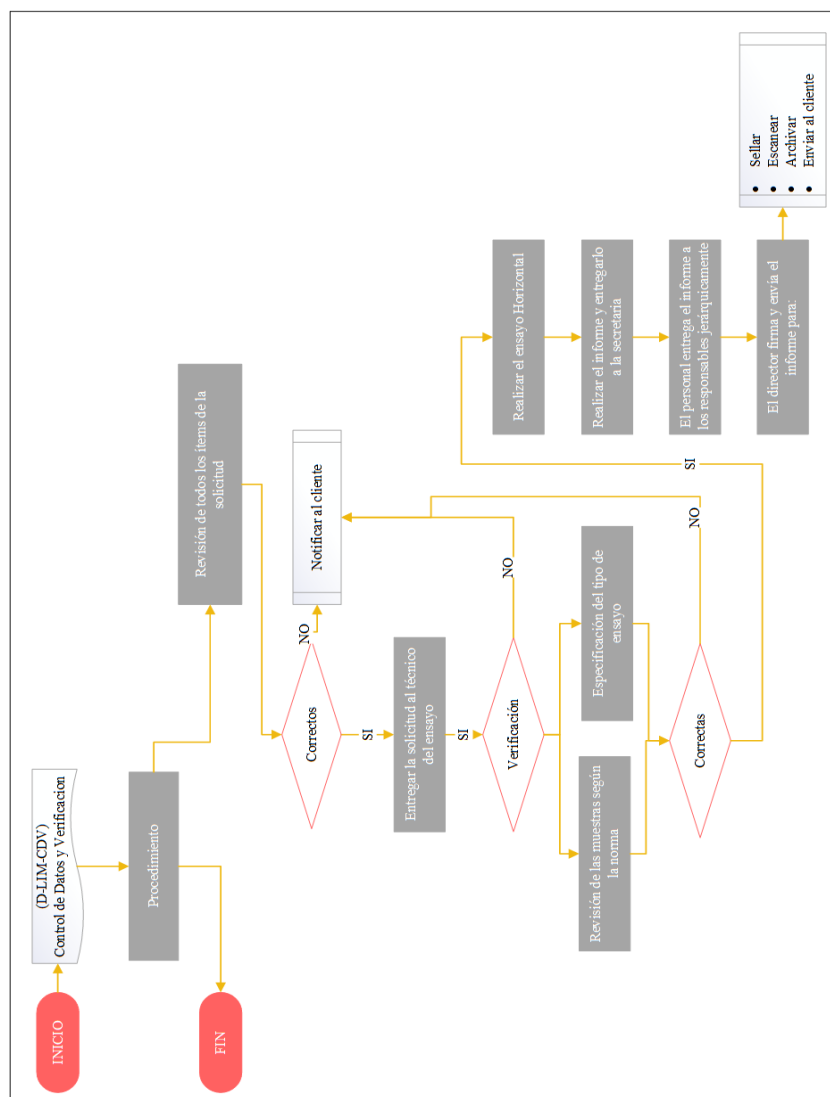 INICIO
(D-LIM-CDV)
Control de Datos y Verificacion
Procedimiento
FIN
Revisión de todos los ítems de la
solicitud
Correctos
NO
Notificar al cliente
SI
Entregar la solicitud al técnico
del ensayo
SI
Verificación
NO
Revisión de las muestras según
la norma
Especificación del tipo de
ensayo
Correctas
NO
SI
Realizar el ensayo Horizontal
Realizar el informe y entregarlo
a la secretaria
El personal entrega el informe a
los responsables jerárquicamente
El director firma y envía el
informe para:
• Sellar
• Escanear
• Archivar
• Enviar al cliente